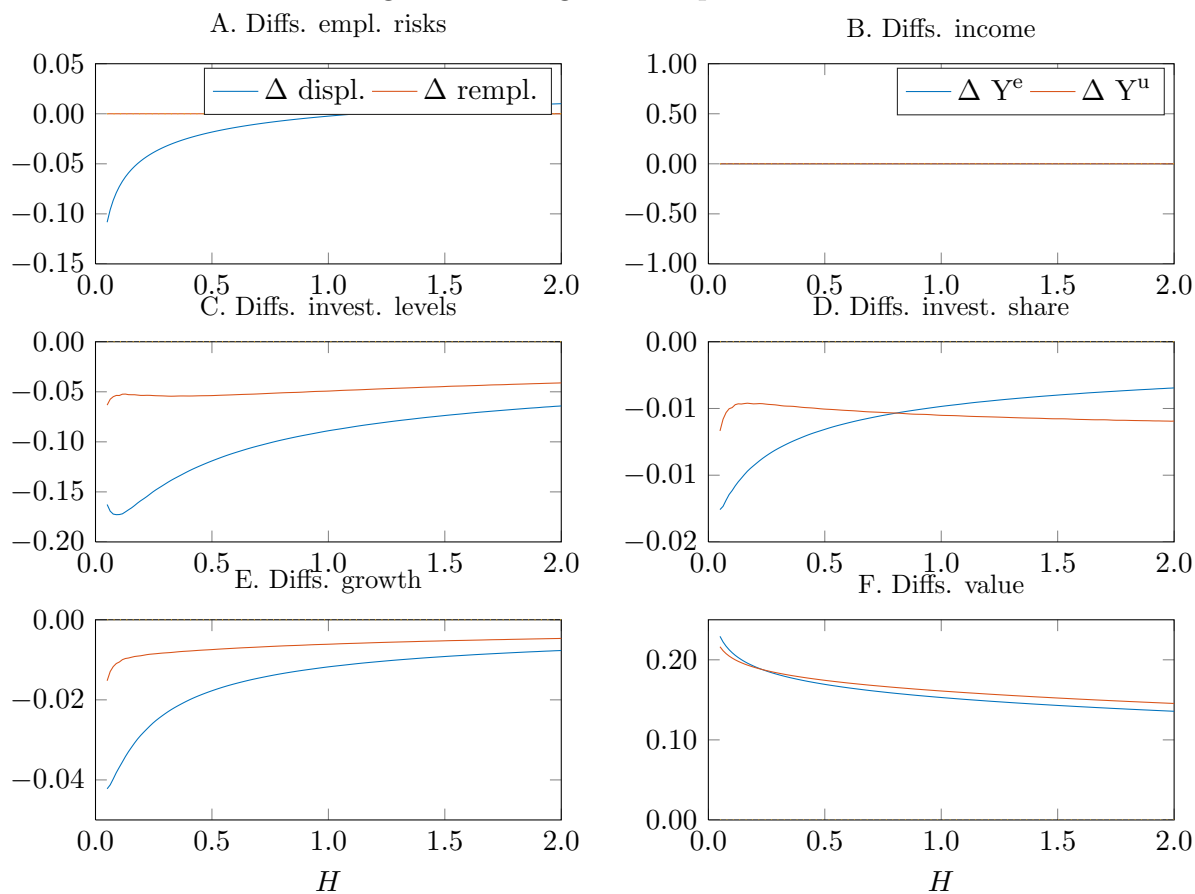 A. Diffs. empl. risks
0.05
0.00
−0.05
−0.10
−0.15
Δ displ. Δ rempl.
0.0 0.5 1.0 1.5 2.0
B. Diffs. income
1.00
0.50
0.00
−0.50
−1.00
Δ Yᵉ Δ Yᵘ
0.0 0.5 1.0 1.5 2.0
C. Diffs. invest. levels
0.00
−0.05
−0.10
−0.15
−0.20
0.0 0.5 1.0 1.5 2.0
D. Diffs. invest. share
0.00
−0.01
−0.01
−0.02
0.0 0.5 1.0 1.5 2.0
E. Diffs. growth
0.00
−0.02
−0.04
0.0 0.5 1.0 1.5 2.0
H
F. Diffs. value
0.20
0.10
0.00
0.0 0.5 1.0 1.5 2.0
H